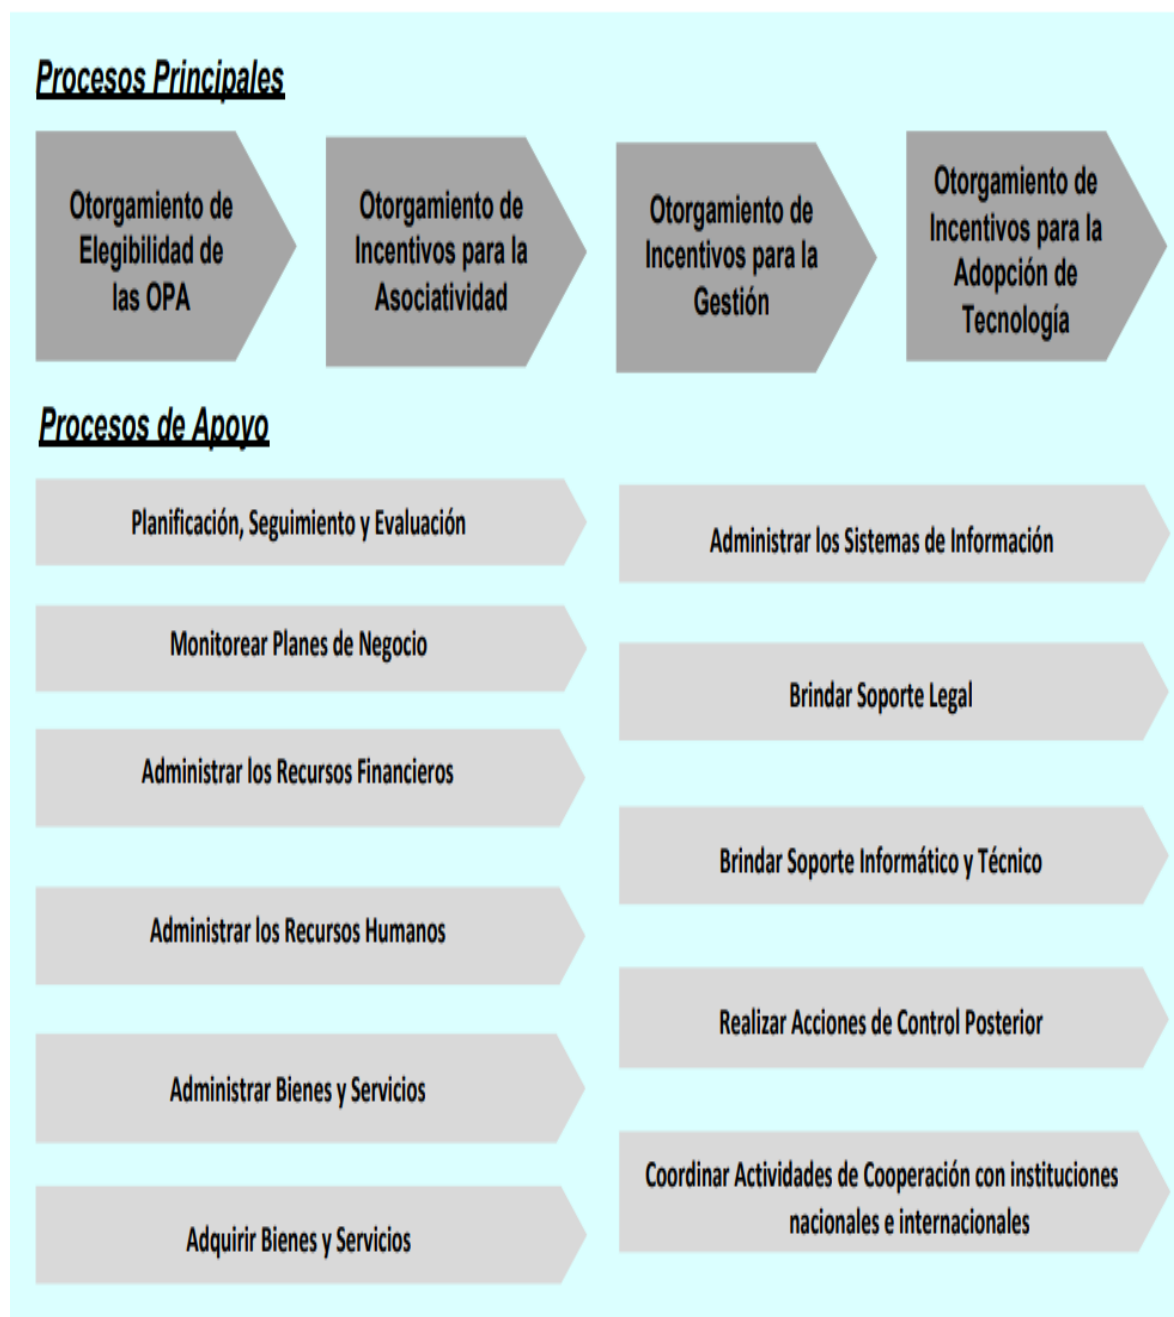 Procesos Principales
Otorgamiento de
Elegibilidad de
las OPA
Otorgamiento de
Incentivos para la
Asociatividad
Otorgamiento de
Incentivos para la
Gestión
Otorgamiento de
Incentivos para la
Adopción de
Tecnología
Procesos de Apoyo
Planificación, Seguimiento y Evaluación
Monitorear Planes de Negocio
Administrar los Recursos Financieros
Administrar los Recursos Humanos
Administrar Bienes y Servicios
Adquirir Bienes y Servicios
Administrar los Sistemas de Información
Brindar Soporte Legal
Brindar Soporte Informático y Técnico
Realizar Acciones de Control Posterior
Coordinar Actividades de Cooperación con instituciones
nacionales e internacionales